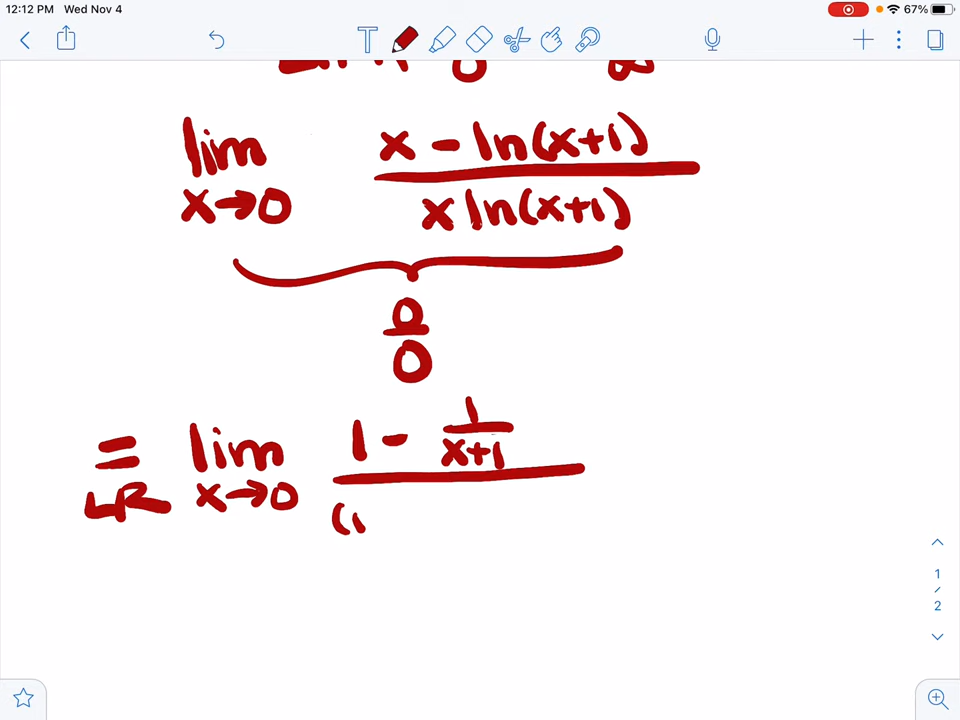 12:12 PM Wed Nov 4 67%
T
lim x - ln(x+1)
x→0 x ln(x+1)
0
0
= lim 1 - 1/(x+1)
LR x→0 (1
1
/
2